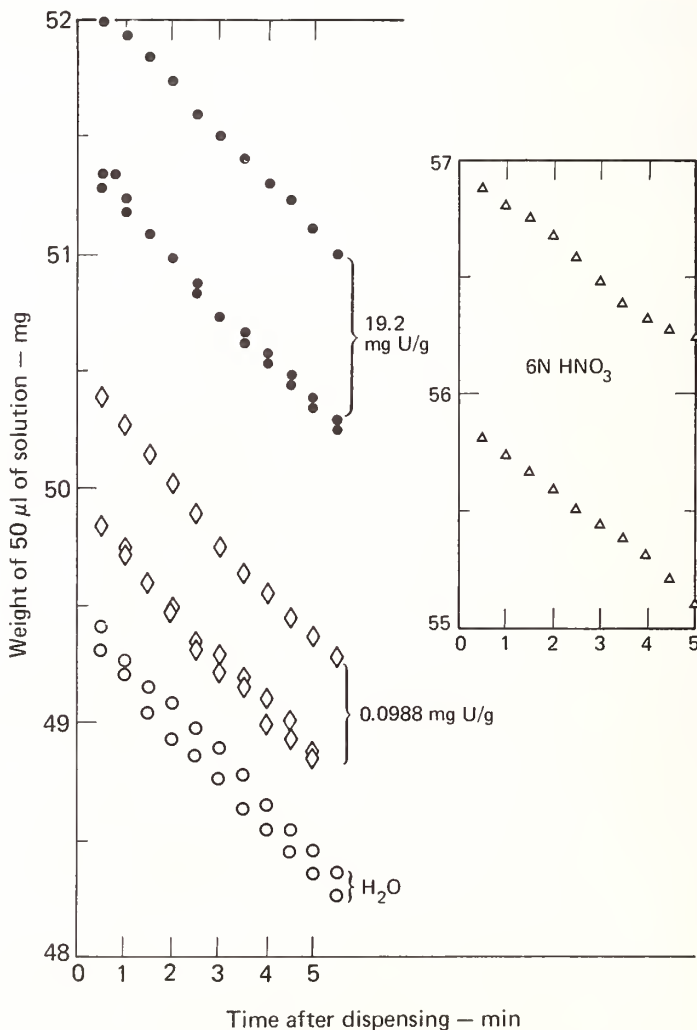 52
51
50
49
48
Weight of 50 μl of solution — mg
0 1 2 3 4 5
Time after dispensing — min
19.2
mg U/g
0.0988 mg U/g
H₂O
57
56
55
0 1 2 3 4 5
6N HNO₃